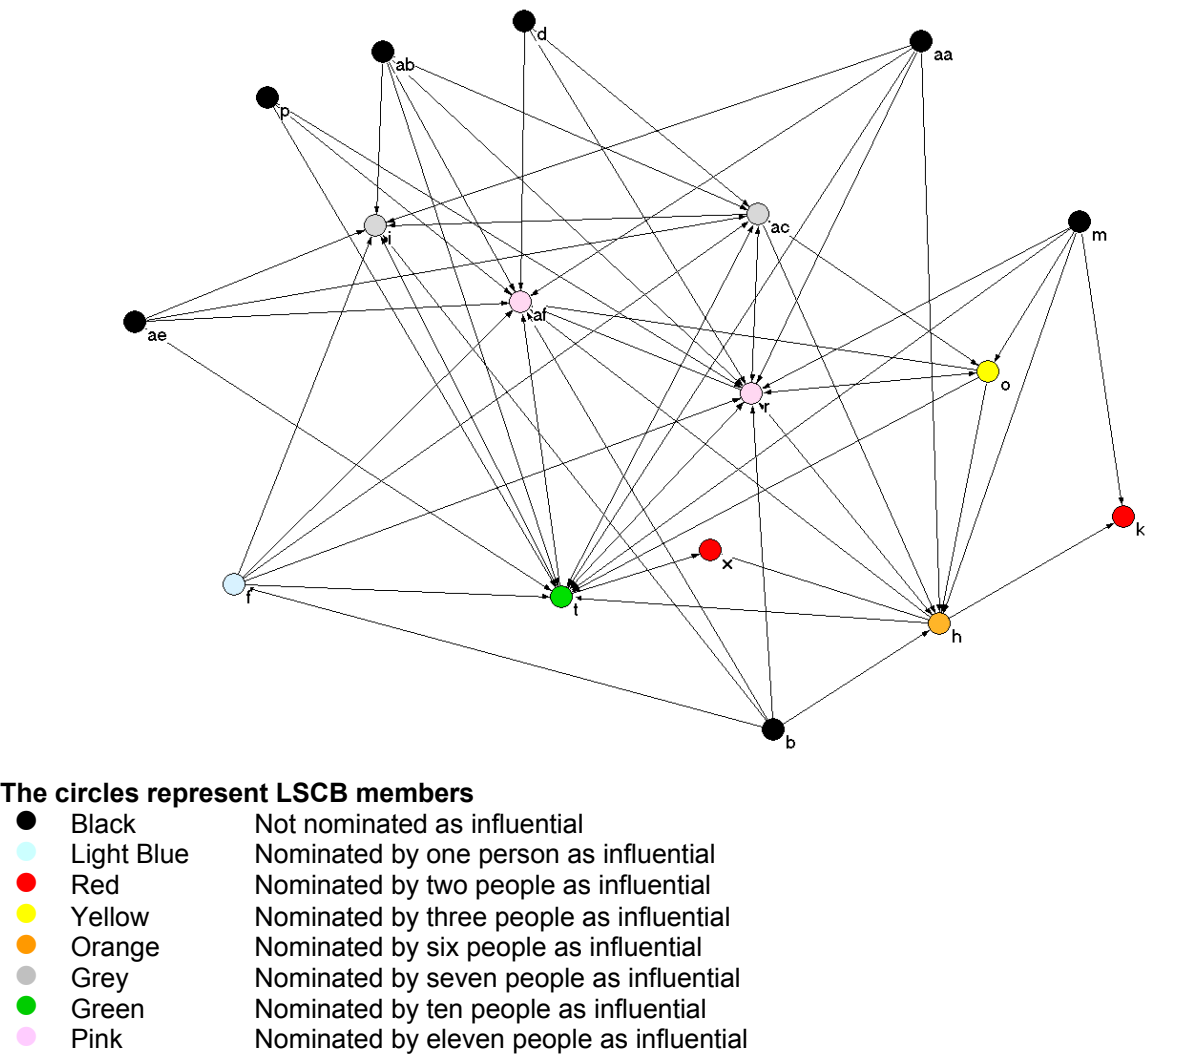 d
ab
aa
p
i
ac
m
af
ae
o
r
k
x
f
t
h
b
The circles represent LSCB members
Black Not nominated as influential
Light Blue Nominated by one person as influential
Red Nominated by two people as influential
Yellow Nominated by three people as influential
Orange Nominated by six people as influential
Grey Nominated by seven people as influential
Green Nominated by ten people as influential
Pink Nominated by eleven people as influential